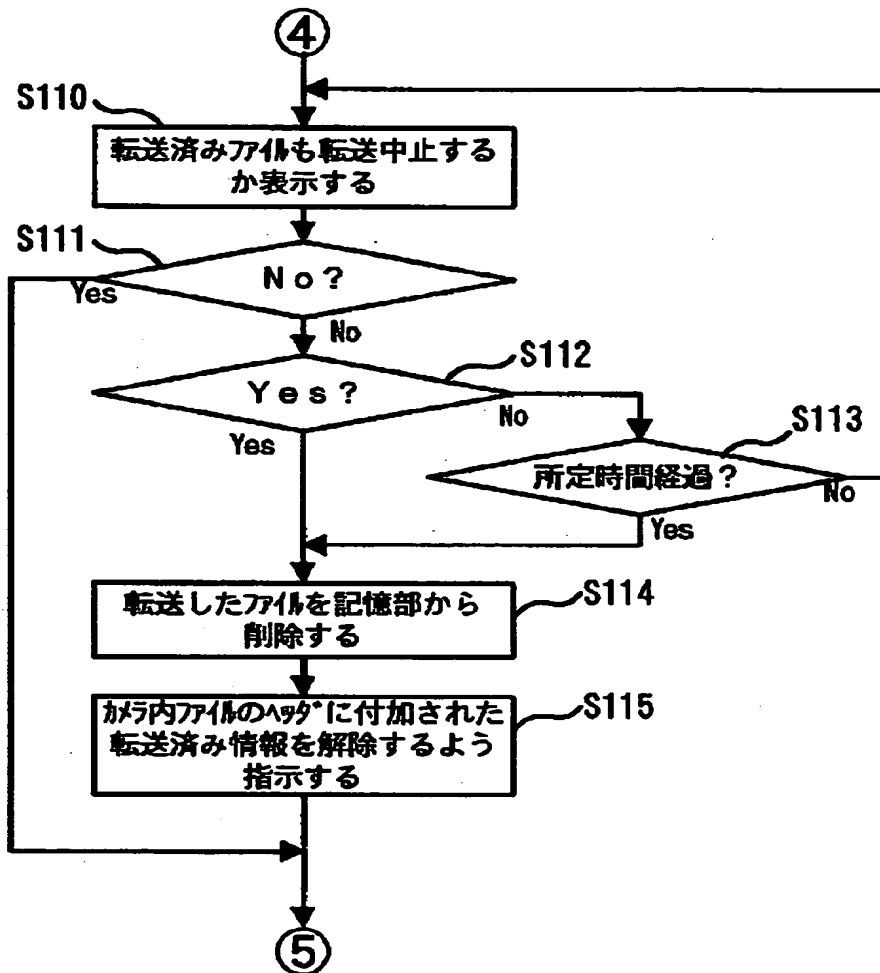 ④
S110
転送済みファイルも転送中止する
か表示する
S111
No?
Yes
No
S112
Yes?
No
Yes
S113
所定時間経過?
No
Yes
転送したファイルを記憶部から
削除する
S114
カメラ内ファイルのヘッダに付加された
転送済み情報を解除するよう
指示する
S115
⑤